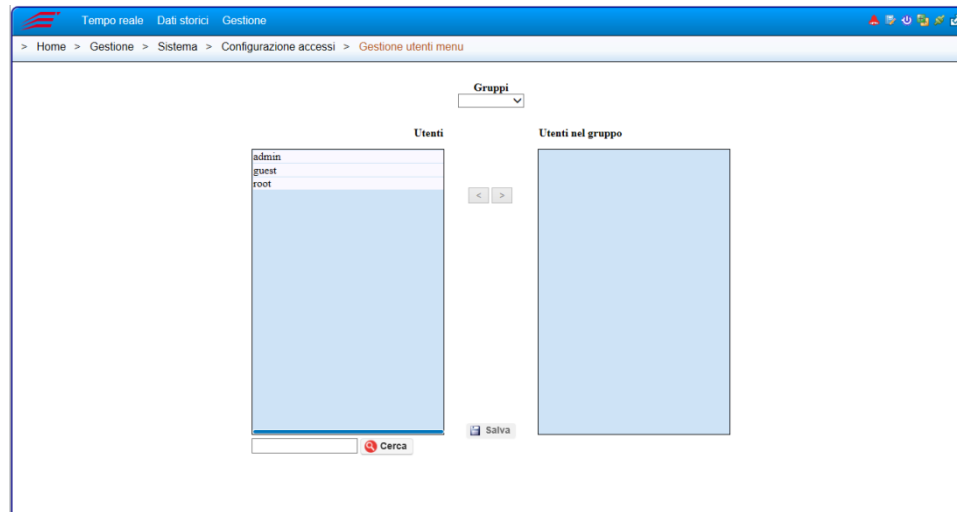 Tempo reale Dati storici Gestione
> Home > Gestione > Sistema > Configurazione accessi > Gestione utenti menu
Gruppi
Utenti
Utenti nel gruppo
admin
guest
root
< >
Salva
Cerca